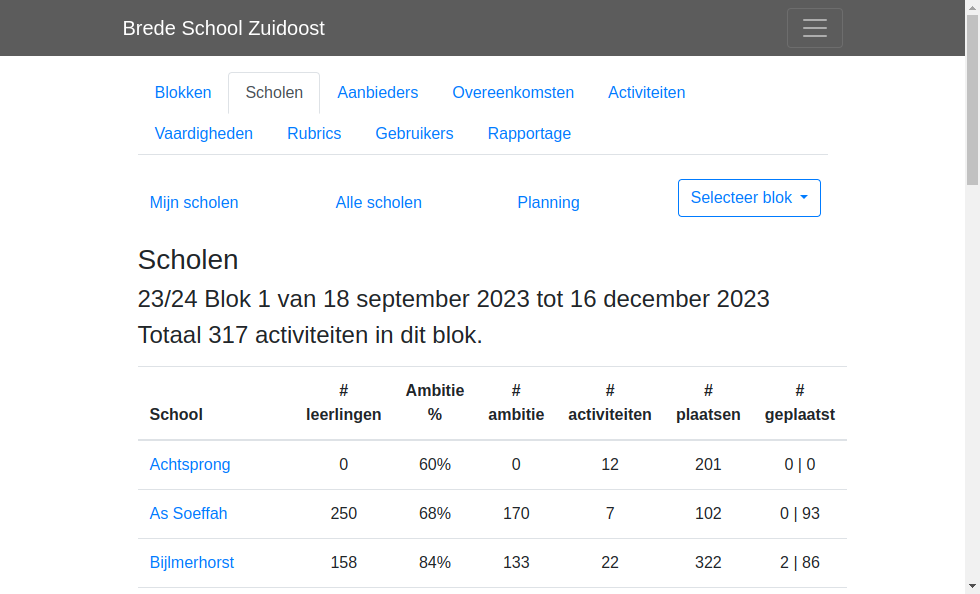 Brede School Zuidoost
Blokken Scholen Aanbieders Overeenkomsten Activiteiten
Vaardigheden Rubrics Gebruikers Rapportage
Mijn scholen Alle scholen Planning Selecteer blok
Scholen
23/24 Blok 1 van 18 september 2023 tot 16 december 2023
Totaal 317 activiteiten in dit blok.
# Ambitie # # # #
School leerlingen % ambitie activiteiten plaatsen geplaatst
Achtsprong 0 60% 0 12 201 0 | 0
As Soeffah 250 68% 170 7 102 0 | 93
Bijlmerhorst 158 84% 133 22 322 2 | 86